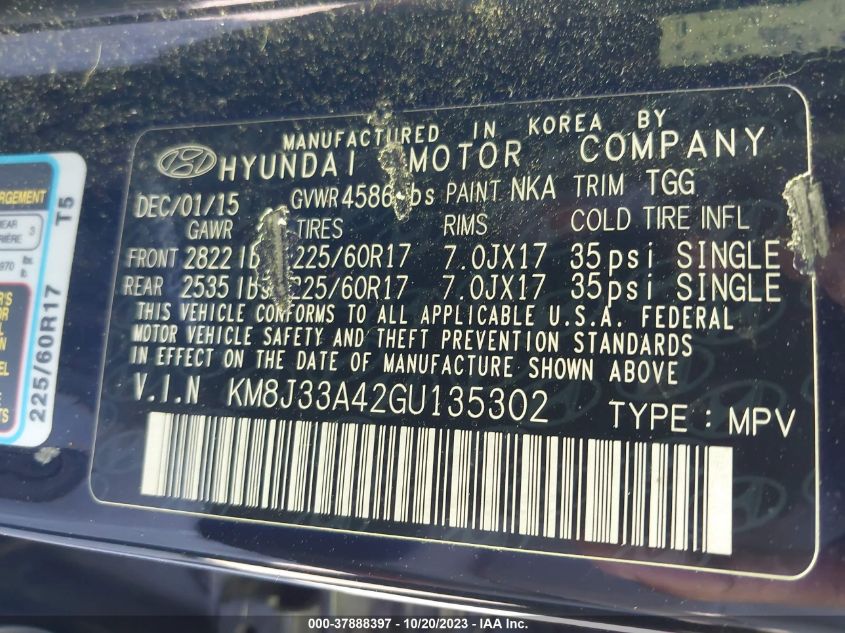 MANUFACTURED IN KOREA BY
HYUNDAI MOTOR COMPANY
DEC/01/15 GVWR 4586 lbs PAINT NKA TRIM TGG
GAWR TIRES RIMS COLD TIRE INFL
FRONT 2822 lbs 225/60R17 7.0JX17 35psi SINGLE
REAR 2535 lbs 225/60R17 7.0JX17 35psi SINGLE
THIS VEHICLE CONFORMS TO ALL APPLICABLE U.S.A. FEDERAL
MOTOR VEHICLE SAFETY AND THEFT PREVENTION STANDARDS
IN EFFECT ON THE DATE OF MANUFACTURE SHOWN ABOVE
V.I.N KM8J33A42GU135302 TYPE : MPV
225/60R17 T5
3
970
000-37888397 - 10/20/2023 - IAA Inc.